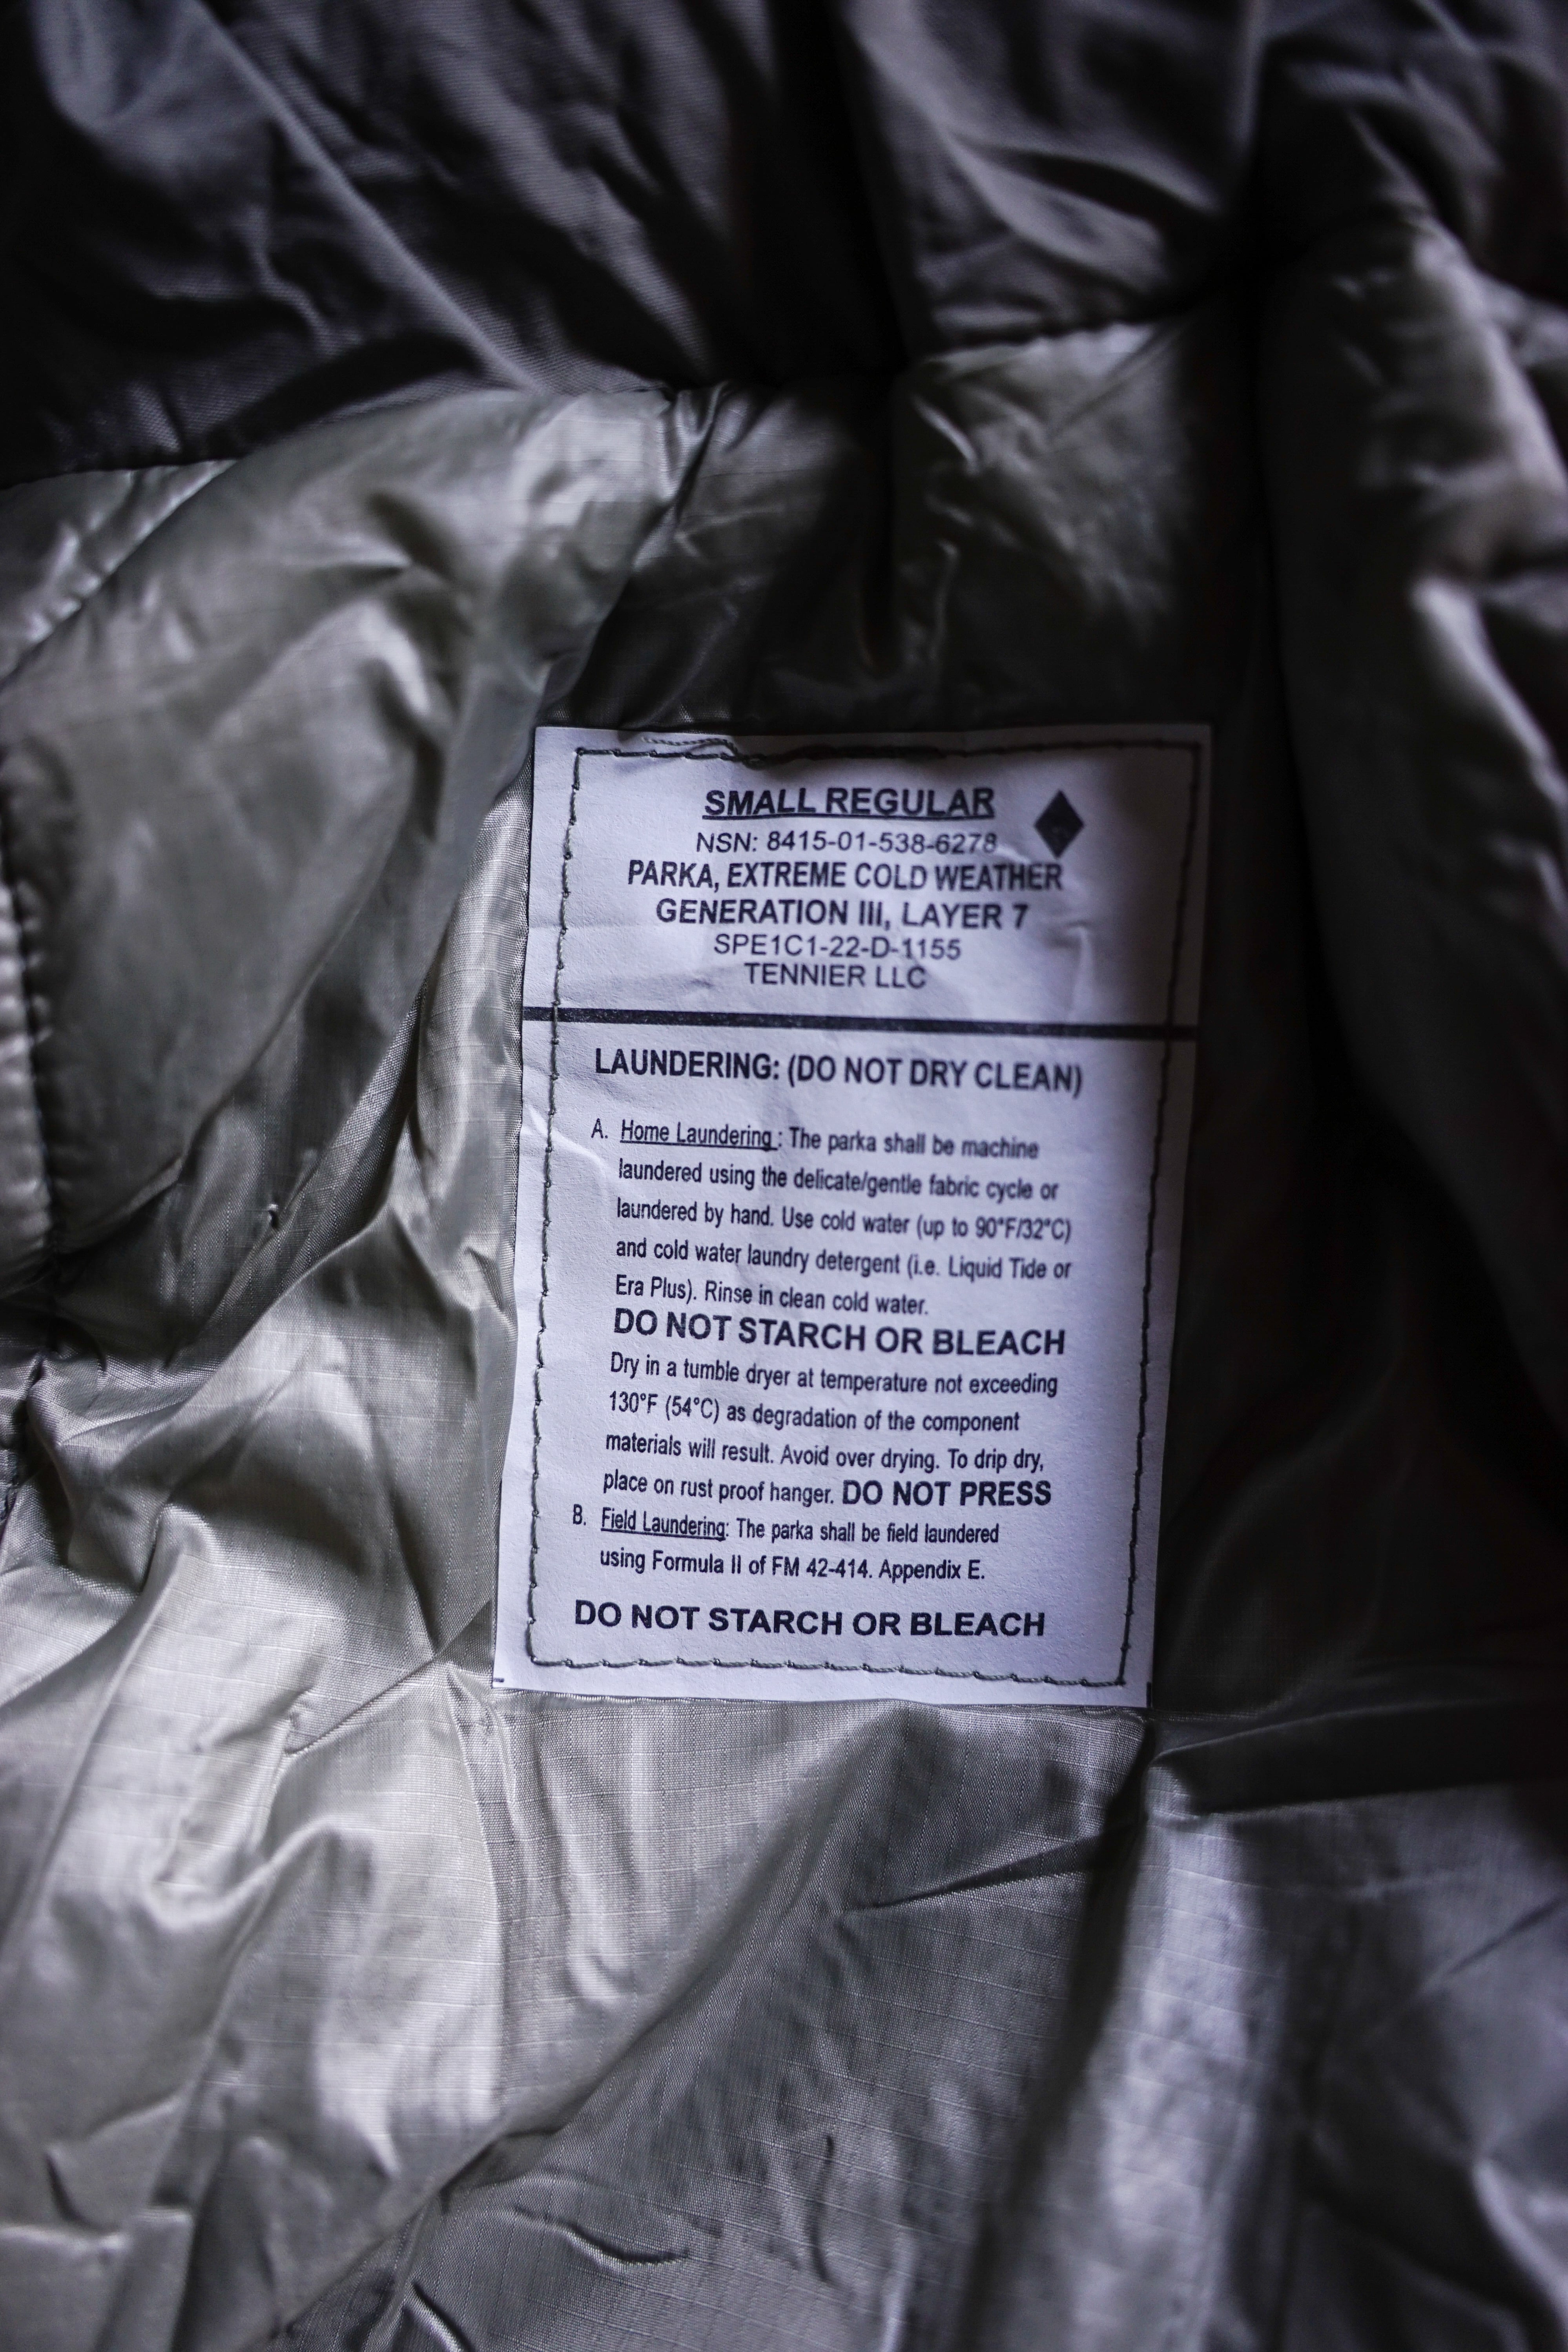 SMALL REGULAR
NSN: 8415-01-538-6278
PARKA, EXTREME COLD WEATHER
GENERATION III, LAYER 7
SPE1C1-22-D-1155
TENNIER LLC
LAUNDERING: (DO NOT DRY CLEAN)
A. Home Laundering : The parka shall be machine
laundered using the delicate/gentle fabric cycle or
laundered by hand. Use cold water (up to 90°F/32°C)
and cold water laundry detergent (i.e. Liquid Tide or
Era Plus). Rinse in clean cold water.
DO NOT STARCH OR BLEACH
Dry in a tumble dryer at temperature not exceeding
130°F (54°C) as degradation of the component
materials will result. Avoid over drying. To drip dry,
place on rust proof hanger. DO NOT PRESS
B. Field Laundering: The parka shall be field laundered
using Formula II of FM 42-414. Appendix E.
DO NOT STARCH OR BLEACH